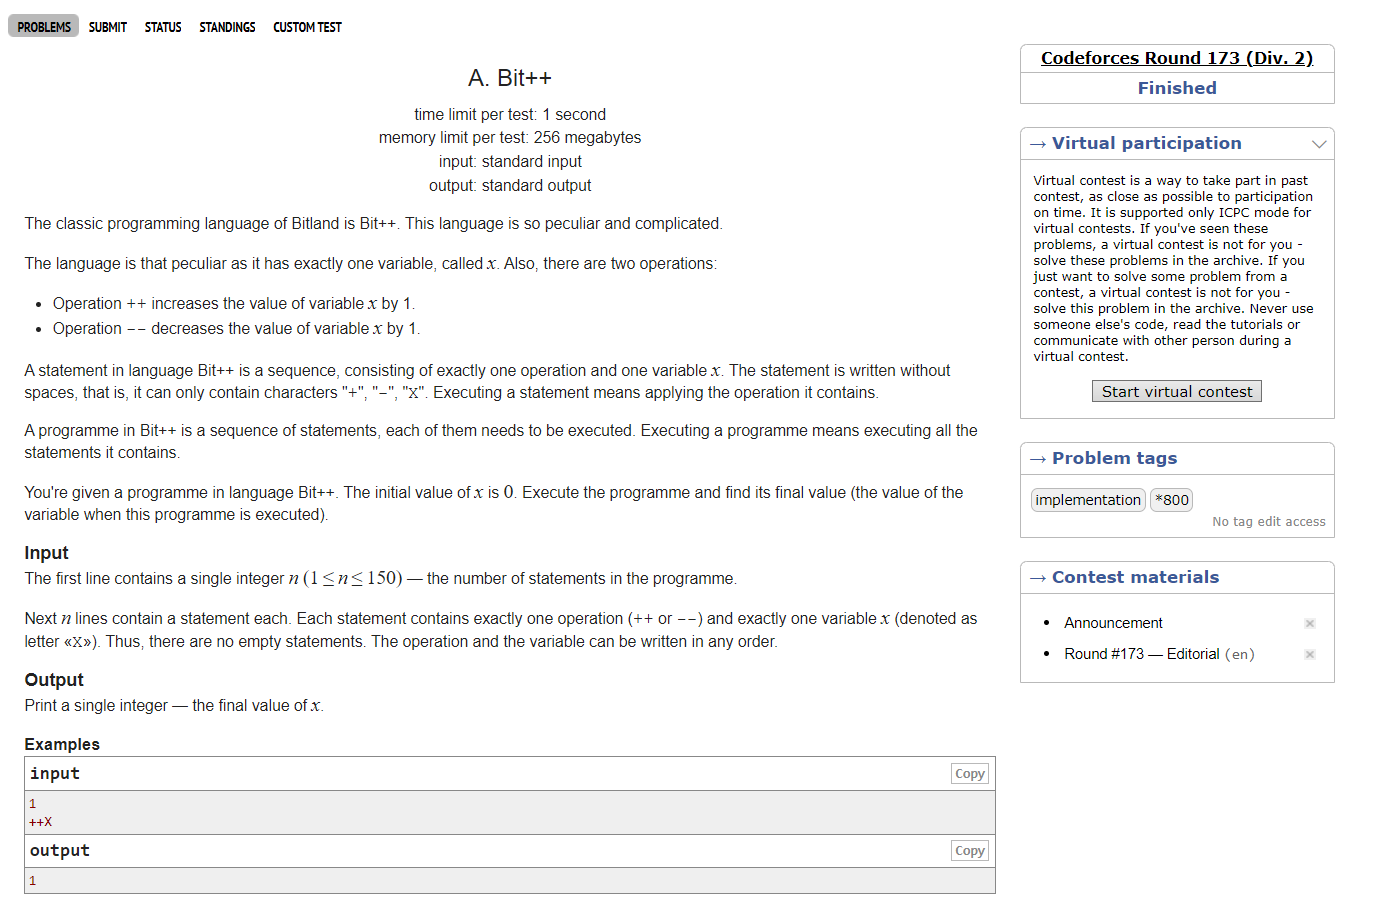 PROBLEMS SUBMIT STATUS STANDINGS CUSTOM TEST
A. Bit++
time limit per test: 1 second
memory limit per test: 256 megabytes
input: standard input
output: standard output
The classic programming language of Bitland is Bit++. This language is so peculiar and complicated.
The language is that peculiar as it has exactly one variable, called x. Also, there are two operations:
• Operation ++ increases the value of variable x by 1.
• Operation -- decreases the value of variable x by 1.
A statement in language Bit++ is a sequence, consisting of exactly one operation and one variable x. The statement is written without
spaces, that is, it can only contain characters "+", "-", "X". Executing a statement means applying the operation it contains.
A programme in Bit++ is a sequence of statements, each of them needs to be executed. Executing a programme means executing all the
statements it contains.
You're given a programme in language Bit++. The initial value of x is 0. Execute the programme and find its final value (the value of the
variable when this programme is executed).
Input
The first line contains a single integer n (1 ≤ n ≤ 150) — the number of statements in the programme.
Next n lines contain a statement each. Each statement contains exactly one operation (++ or --) and exactly one variable x (denoted as
letter «X»). Thus, there are no empty statements. The operation and the variable can be written in any order.
Output
Print a single integer — the final value of x.
Examples
input Copy
1
++X
output Copy
1
Codeforces Round 173 (Div. 2)
Finished
→ Virtual participation
Virtual contest is a way to take part in past
contest, as close as possible to participation
on time. It is supported only ICPC mode for
virtual contests. If you've seen these
problems, a virtual contest is not for you -
solve these problems in the archive. If you
just want to solve some problem from a
contest, a virtual contest is not for you -
solve this problem in the archive. Never use
someone else's code, read the tutorials or
communicate with other person during a
virtual contest.
Start virtual contest
→ Problem tags
implementation *800
No tag edit access
→ Contest materials
• Announcement
• Round #173 — Editorial (en)